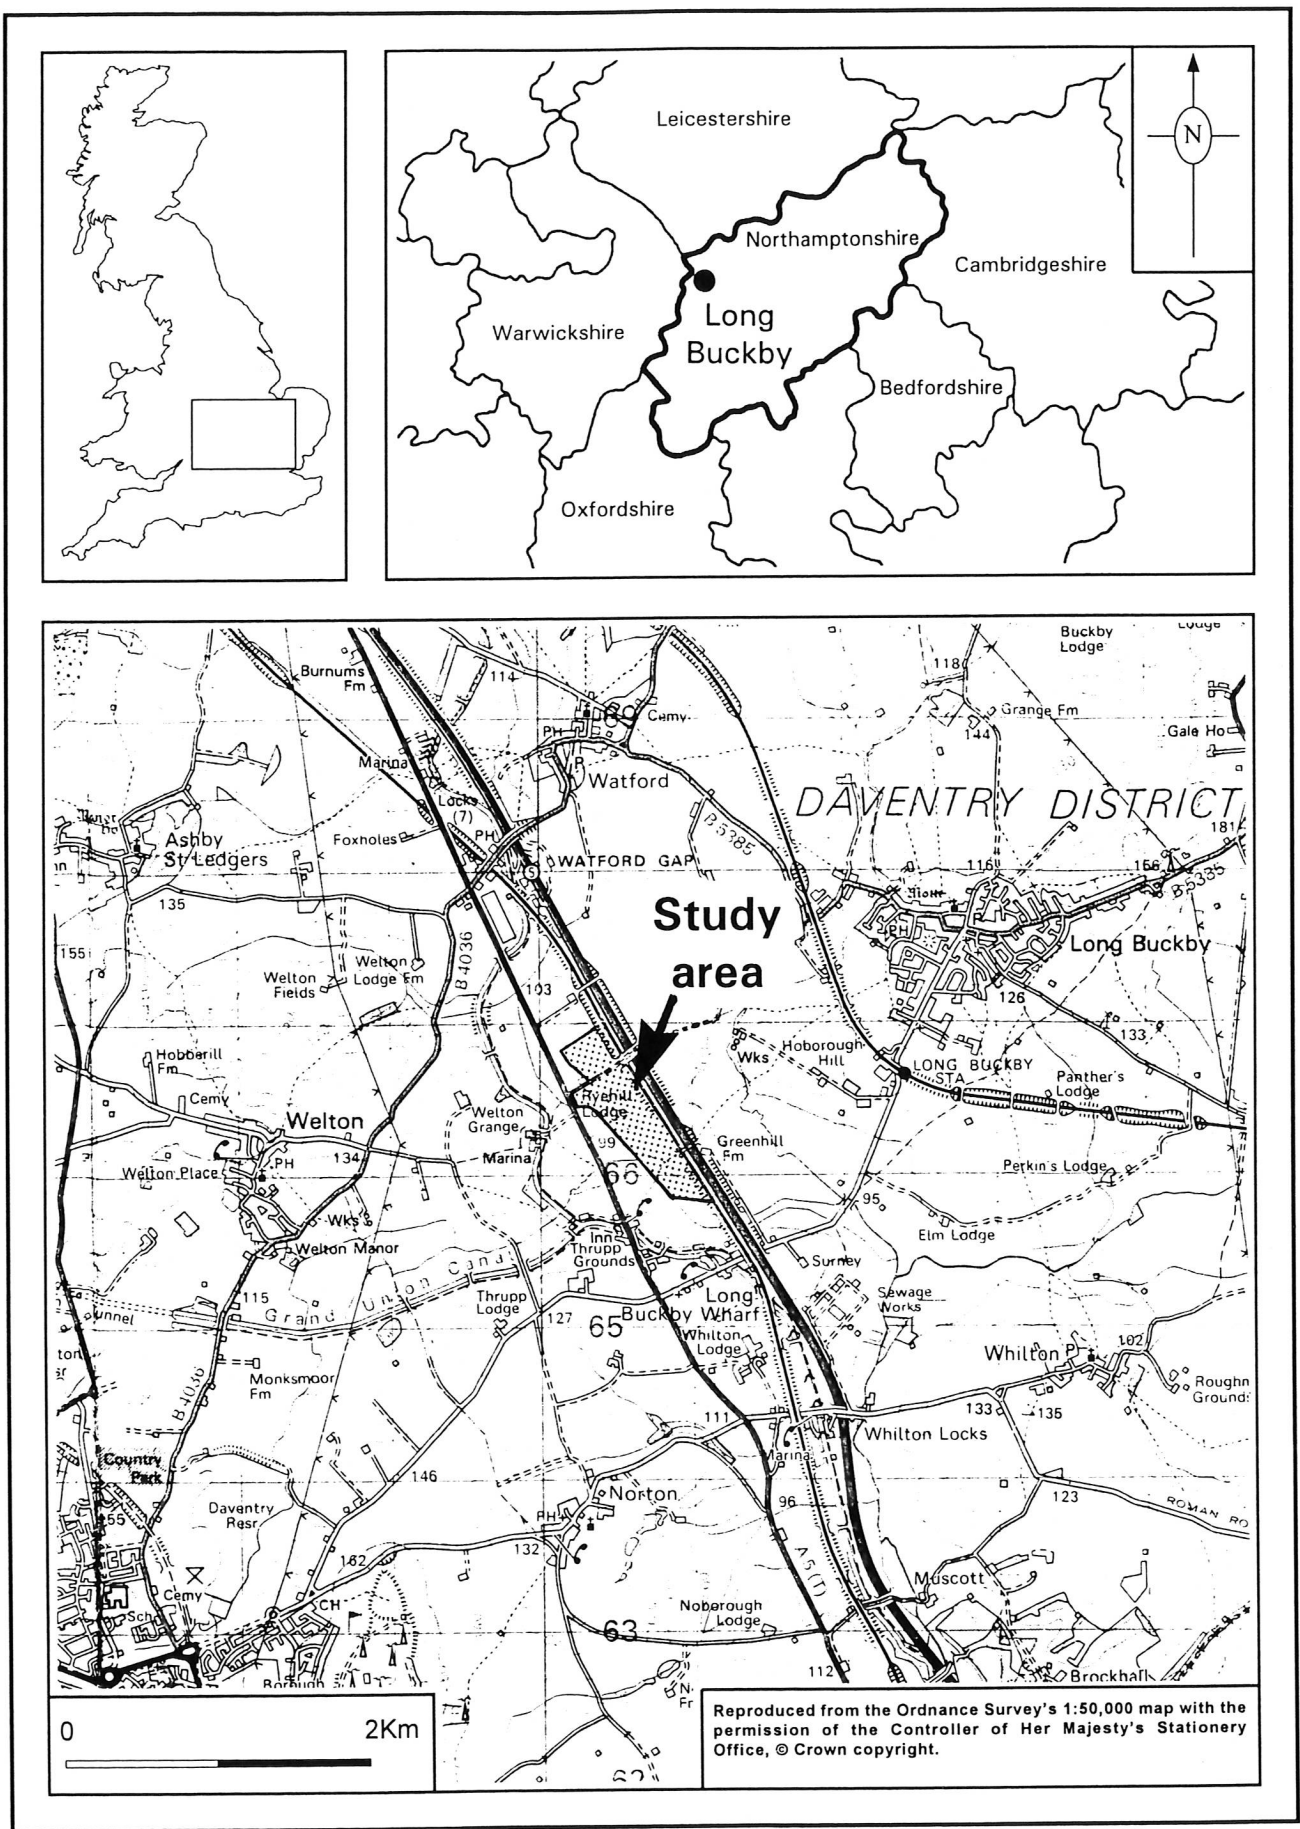 Leicestershire
N
Northamptonshire
Cambridgeshire
Long
Buckby
Warwickshire
Bedfordshire
Oxfordshire
Buckby
Lodge
Burnums
Fm
114
118
Cemy
Grange Fm
144
Gale Ho
PH
Marina
Watford
DAVENTRY DISTRICT
Locks
(7)
PH
Foxholes
B 5385
181
Ashby
St Ledgers
S
WATFORD GAP
116
156
B 5385
135
Study
area
PH
Long Buckby
155
B 4036
Welton
Lodge Fm
Welton
Fields
103
126
133
Hobberill
Fm
Wks
Hoborough
Hill
LONG BUCKBY
STA
Panther's
Lodge
Cemy
Ryehill
Lodge
Welton
Welton
Grange
99
Greenhill
Fm
134
Marina
PH
Welton Place
66
Perkin's Lodge
95
Wks
Welton Manor
Inn
Thrupp
Grounds
Elm Lodge
Surney
Grand Union Canal
115
Thrupp
Lodge
Long
Buckby Wharf
Sewage
Works
127
65
Whilton
Lodge
Whilton
P
102
B 4036
Monksmoor
Fm
111
133
135
Whilton Locks
Country
Park
Marina
146
Norton
96
123
ROMAN RO
Daventry
Resr
55
PH
132
162
A 5(T)
Muscott
Cemy
Sch
CH
Noborough
Lodge
63
112
Brockhall
Borough
N
Fr
0 2Km
Reproduced from the Ordnance Survey's 1:50,000 map with the
permission of the Controller of Her Majesty's Stationery
Office, © Crown copyright.